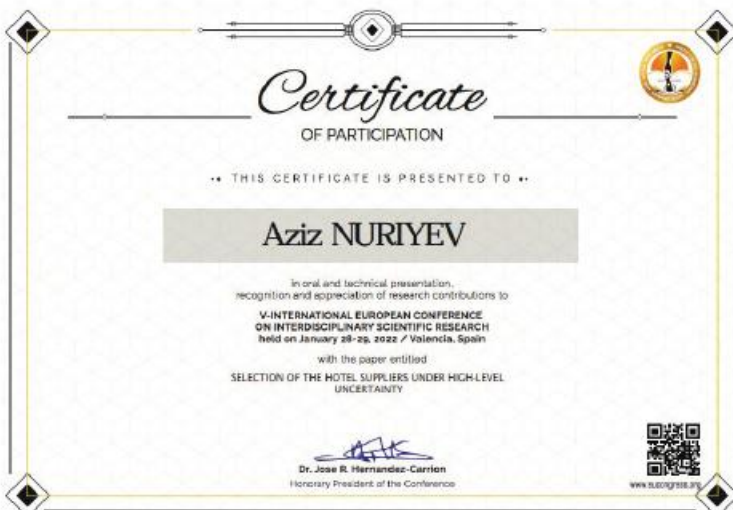 Certificate
OF PARTICIPATION
THIS CERTIFICATE IS PRESENTED TO
Aziz NURIYEV
in oral and technical presentation,
recognition and appreciation of research contributions to
V-INTERNATIONAL EUROPEAN CONFERENCE
ON INTERDISCIPLINARY SCIENTIFIC RESEARCH
held on January 28-29, 2022 / Valencia, Spain
with the paper entitled
SELECTION OF THE HOTEL SUPPLIERS UNDER HIGH-LEVEL
UNCERTAINTY
Dr. Jose R. Hernandez-Carrion
Honorary President of the Conference